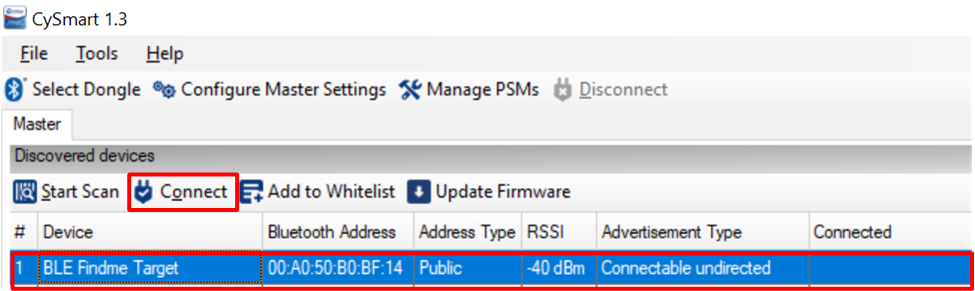 CySmart 1.3
File Tools Help
Select Dongle Configure Master Settings Manage PSMs Disconnect
Master
Discovered devices
Start Scan Connect Add to Whitelist Update Firmware
# Device Bluetooth Address Address Type RSSI Advertisement Type Connected
1 BLE Findme Target 00:A0:50:B0:BF:14 Public -40 dBm Connectable undirected